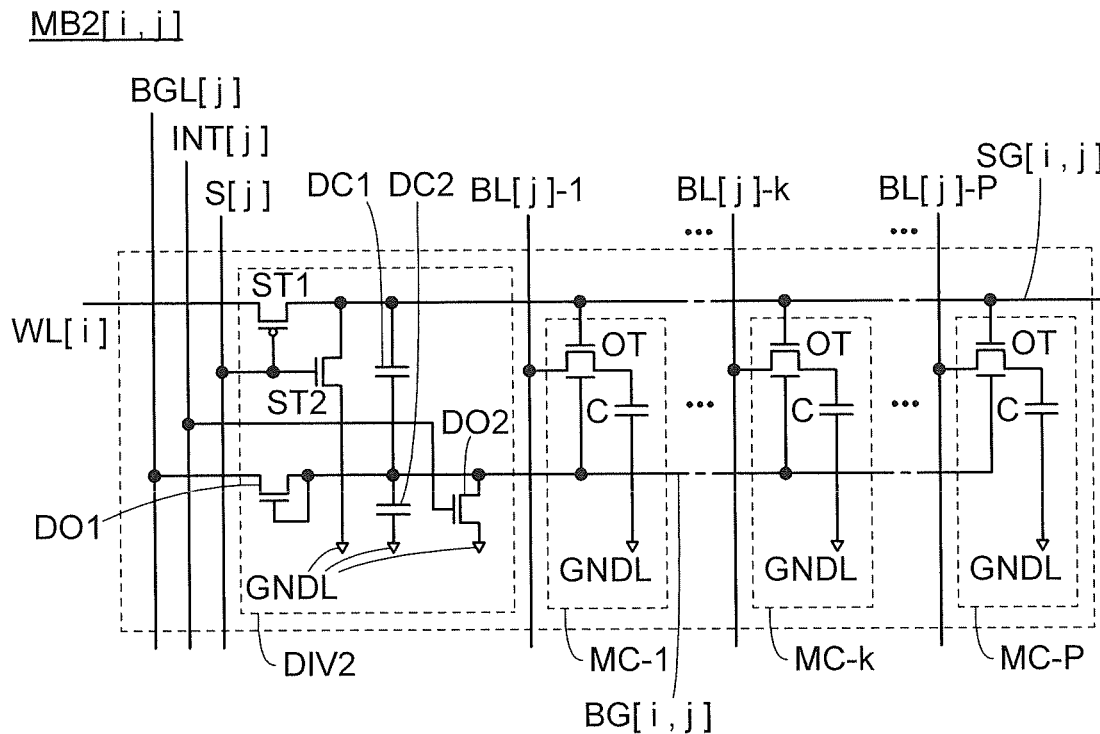 MB2[i,j]
BGL[j]
INT[j]
S[j]
DC1 DC2
BL[j]-1
BL[j]-k
BL[j]-P
SG[i,j]
...
...
WL[i]
ST1
ST2
OT
OT
OT
C
C
C
...
...
DO2
DO1
GNDL
GNDL
GNDL
GNDL
DIV2
MC-1
MC-k
MC-P
BG[i,j]